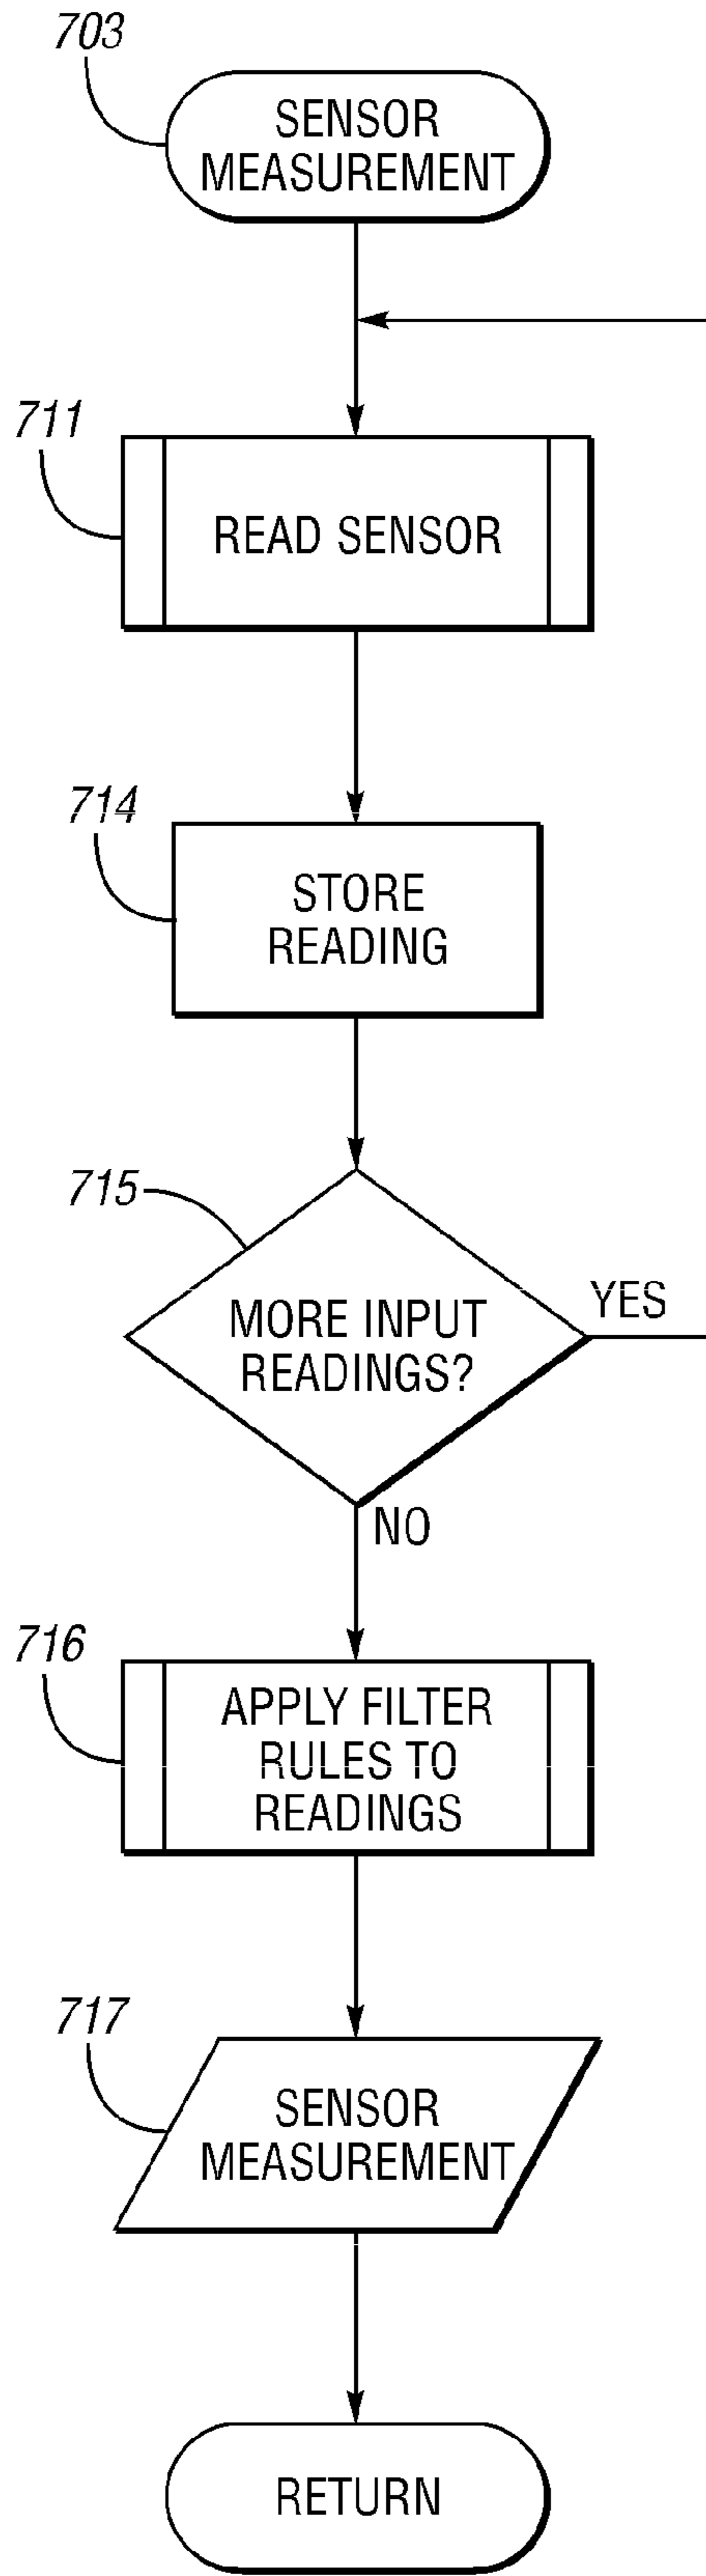 703
SENSOR
MEASUREMENT
711
READ SENSOR
714
STORE
READING
715
MORE INPUT
READINGS?
YES
NO
716
APPLY FILTER
RULES TO
READINGS
717
SENSOR
MEASUREMENT
RETURN